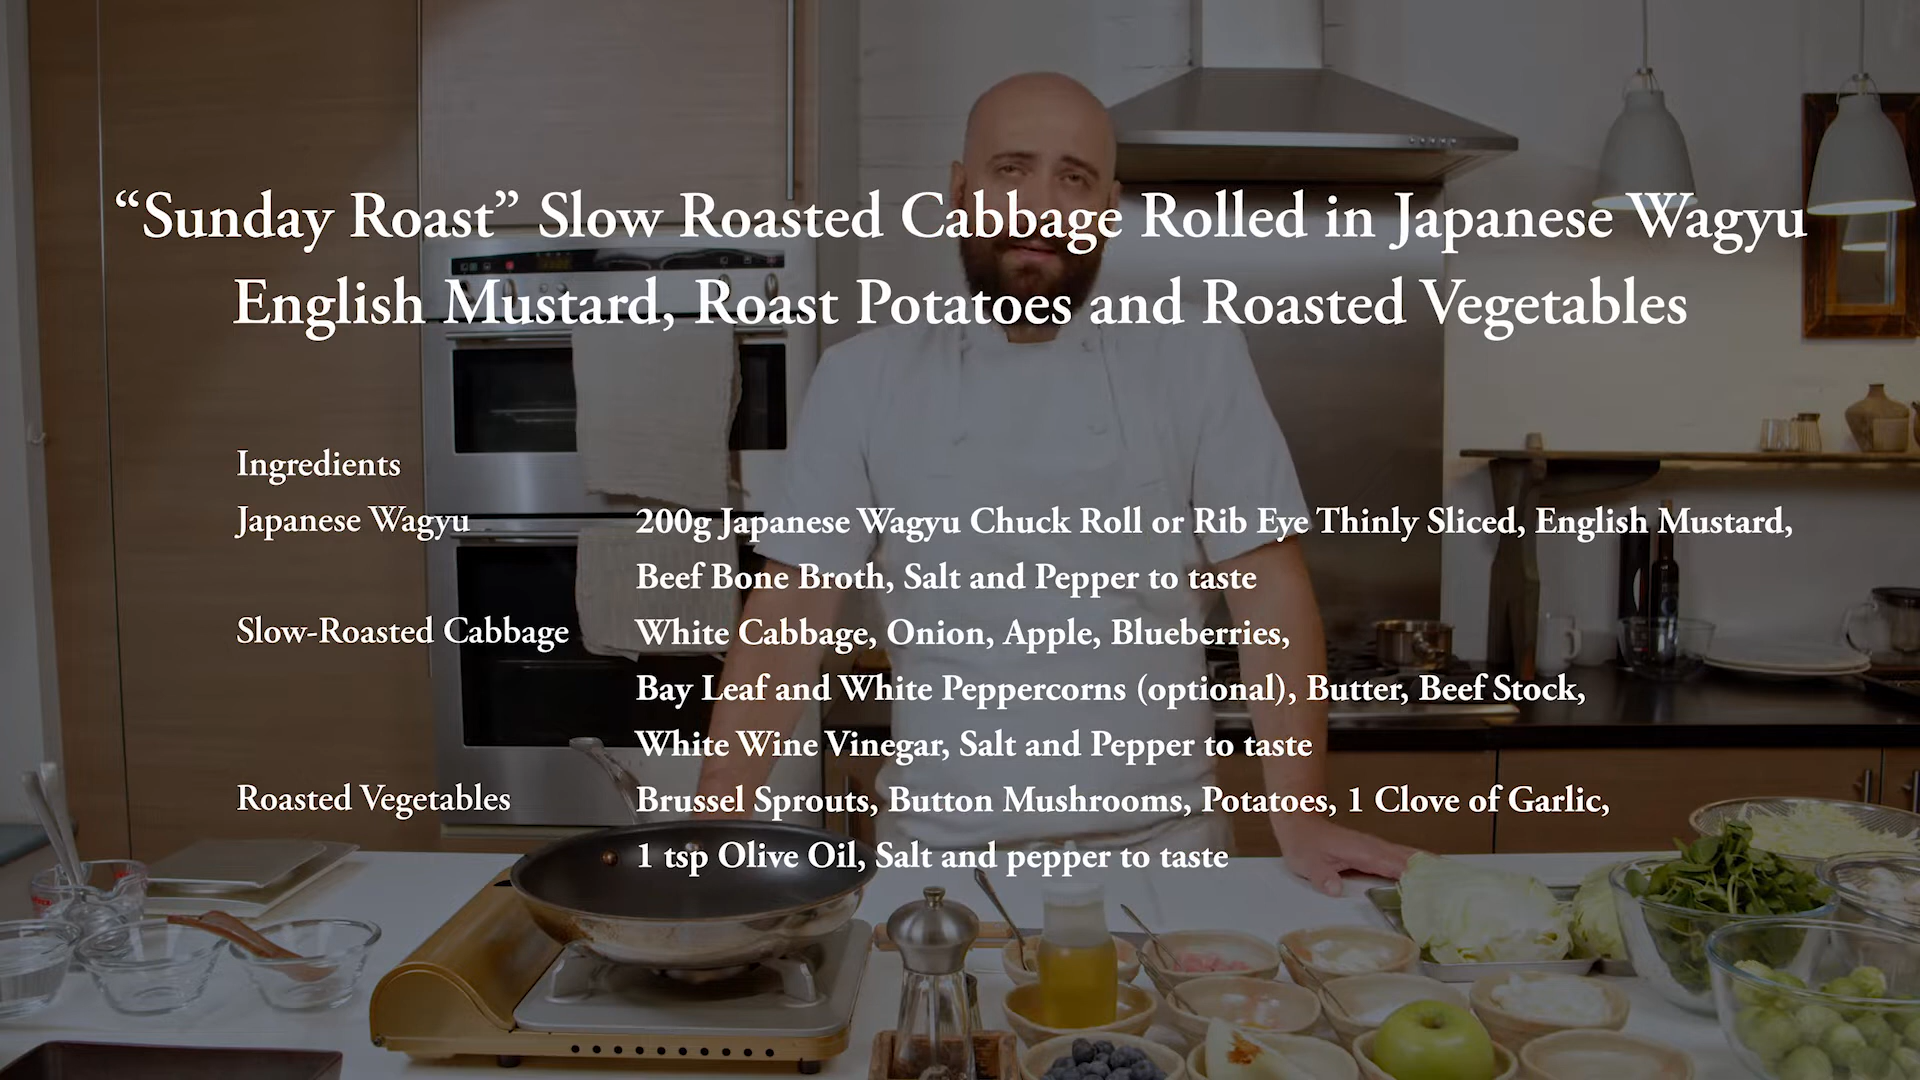 “Sunday Roast” Slow Roasted Cabbage Rolled in Japanese Wagyu
English Mustard, Roast Potatoes and Roasted Vegetables
Ingredients
Japanese Wagyu 200g Japanese Wagyu Chuck Roll or Rib Eye Thinly Sliced, English Mustard,
Beef Bone Broth, Salt and Pepper to taste
Slow-Roasted Cabbage White Cabbage, Onion, Apple, Blueberries,
Bay Leaf and White Peppercorns (optional), Butter, Beef Stock,
White Wine Vinegar, Salt and Pepper to taste
Roasted Vegetables Brussel Sprouts, Button Mushrooms, Potatoes, 1 Clove of Garlic,
1 tsp Olive Oil, Salt and pepper to taste